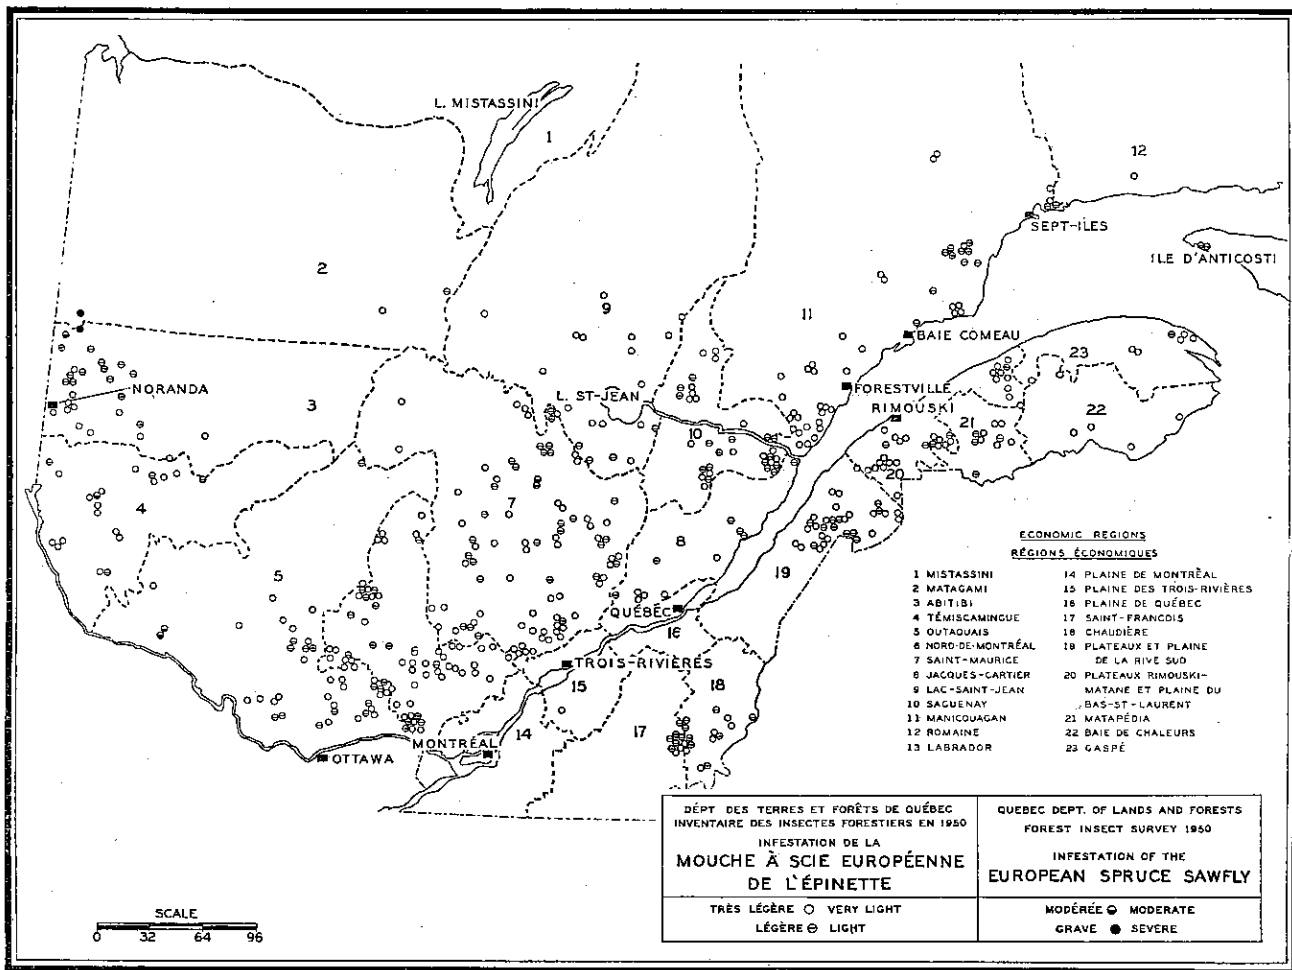 L. MISTASSINI
1
12
SEPT-ILES
ILE D'ANTICOSTI
2
9
11
BAIE COMEAU
23
NORANDA
FORESTVILLE
L. ST-JEAN
RIMOUSKI
3
22
21
10
20
7
4
8
19
5
QUÉBÉC
16
6
TROIS-RIVIÈRES
15
18
17
14
MONTRÉAL
OTTAWA
ECONOMIC REGIONS
RÉGIONS ÉCONOMIQUES
1 MISTASSINI
2 MATAGAMI
3 ABITIBI
4 TÉMISCAMINGUE
5 OUTAOUAIS
6 NORD-DE-MONTRÉAL
7 SAINT-MAURICE
8 JACQUES-CARTIER
9 LAC-SAINT-JEAN
10 SAGUENAY
11 MANICOUAGAN
12 ROMAINE
13 LABRADOR
14 PLAINE DE MONTRÉAL
15 PLAINE DES TROIS-RIVIÈRES
16 PLAINE DE QUÉBEC
17 SAINT-FRANCOIS
18 CHAUDIÈRE
19 PLATEAUX ET PLAINE
DE LA RIVE SUD
20 PLATEAUX RIMOUSKI-
MATANE ET PLAINE DU
BAS-ST-LAURENT
21 MATAPÉDIA
22 BAIE DE CHALEURS
23 GASPÉ
DÉPT DES TERRES ET FORÊTS DE QUÉBEC
INVENTAIRE DES INSECTES FORESTIERS EN 1950
INFESTATION DE LA
MOUCHE À SCIE EUROPÉENNE
DE L'ÉPINETTE
TRÈS LÉGÈRE VERY LIGHT
LÉGÈRE LIGHT
QUEBEC DEPT. OF LANDS AND FORESTS
FOREST INSECT SURVEY 1950
INFESTATION OF THE
EUROPEAN SPRUCE SAWFLY
MODÉRÉE MODERATE
GRAVE SEVERE
SCALE
0 32 64 96